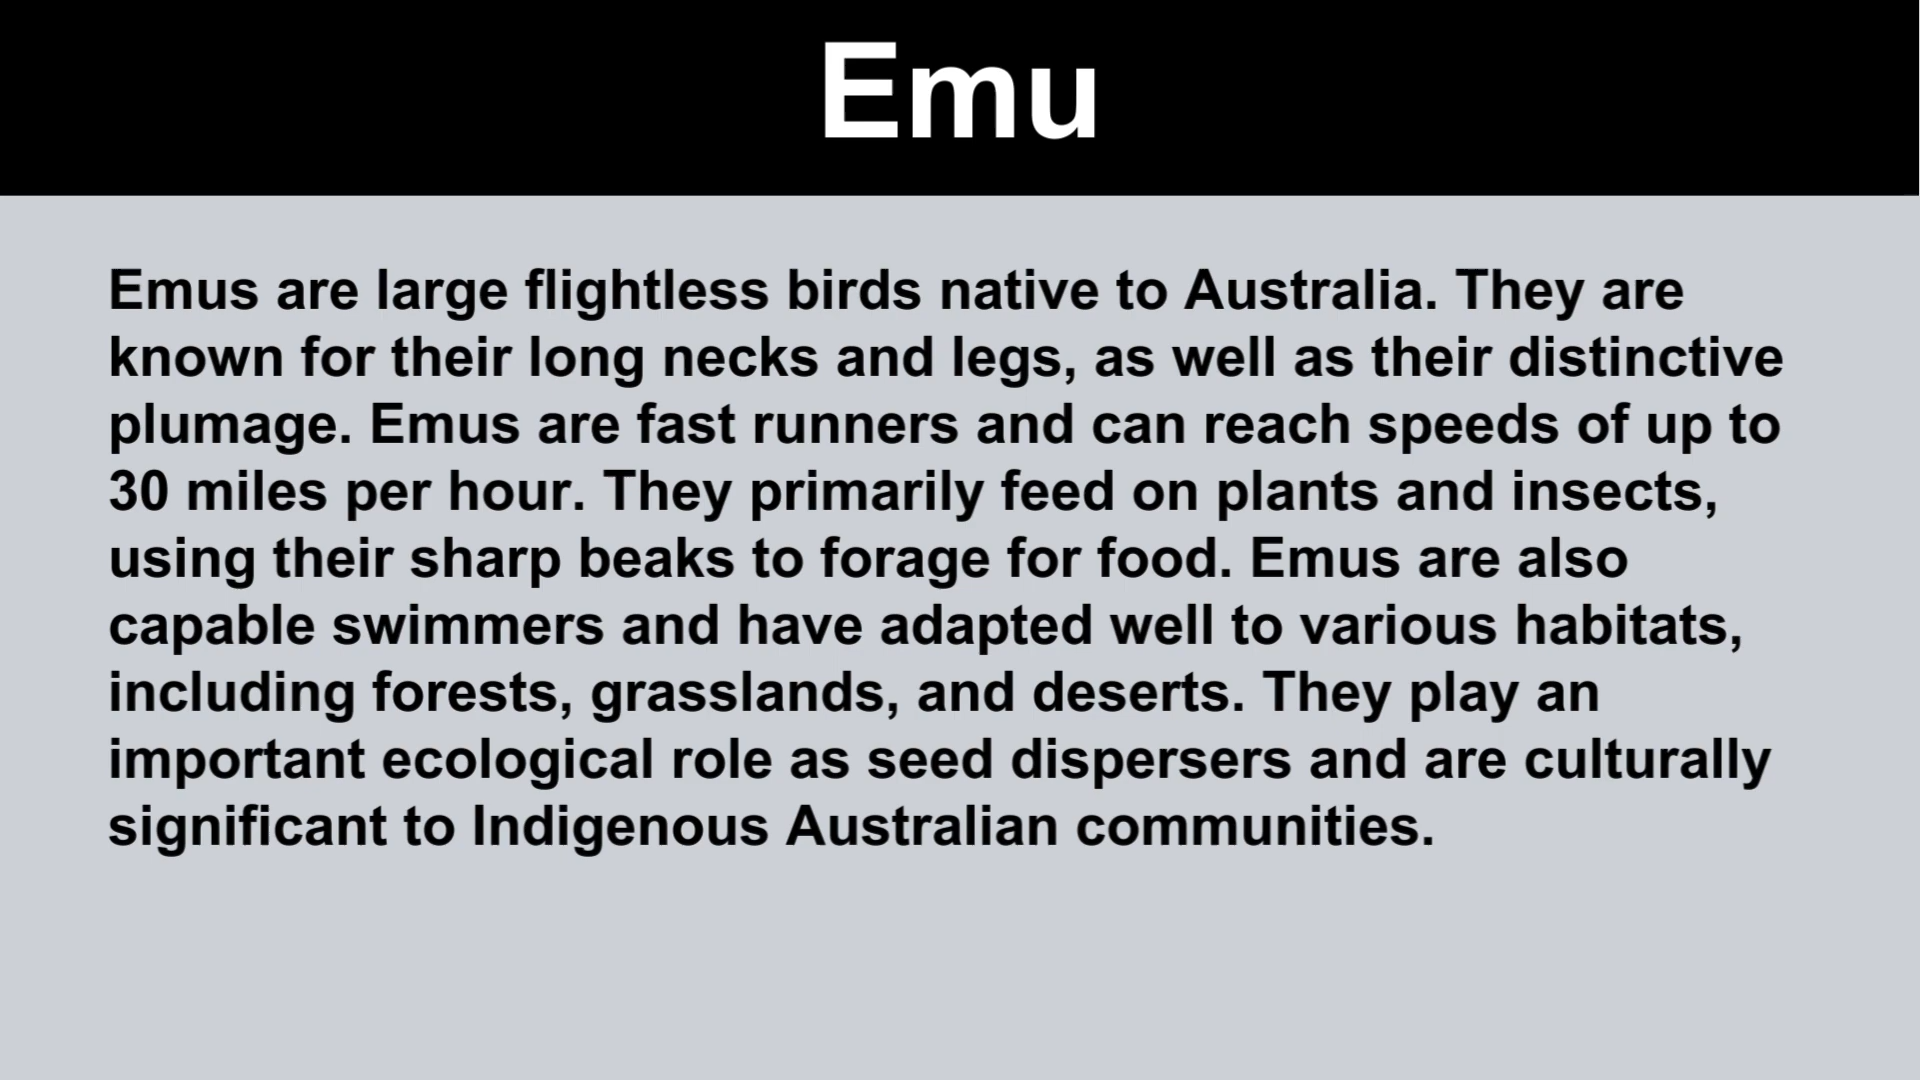 Emu
Emus are large flightless birds native to Australia. They are
known for their long necks and legs, as well as their distinctive
plumage. Emus are fast runners and can reach speeds of up to
30 miles per hour. They primarily feed on plants and insects,
using their sharp beaks to forage for food. Emus are also
capable swimmers and have adapted well to various habitats,
including forests, grasslands, and deserts. They play an
important ecological role as seed dispersers and are culturally
significant to Indigenous Australian communities.